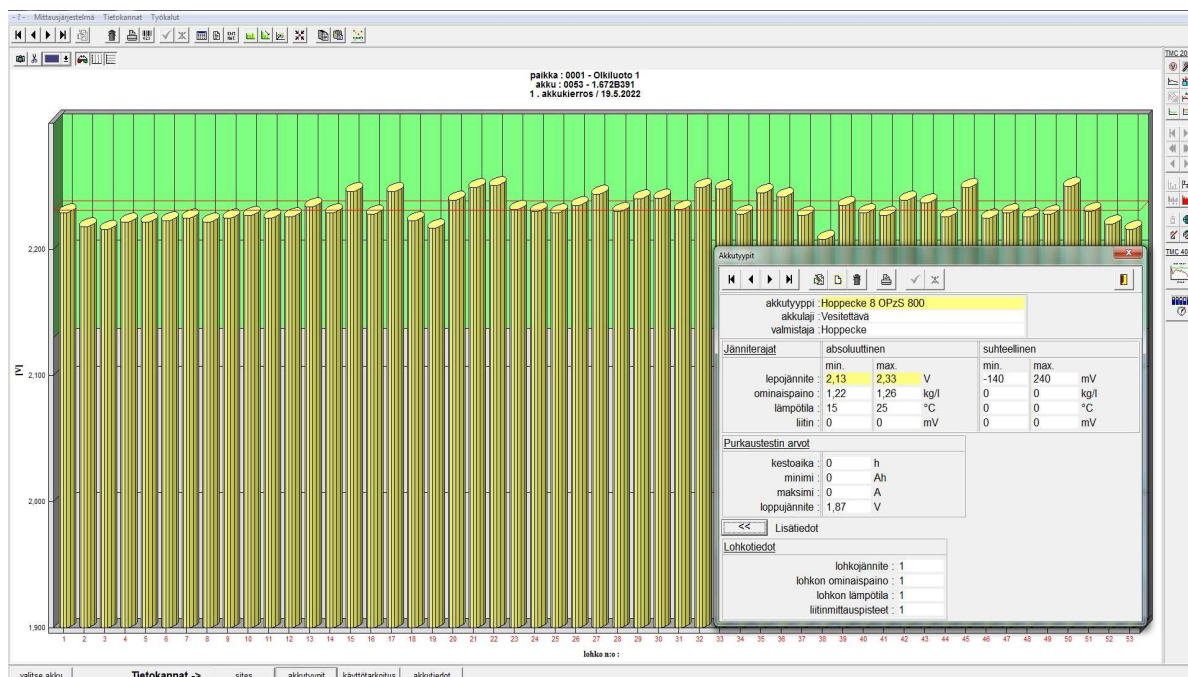 - ? - Mittausjärjestelmä Tietokannat Työkalut
paikka : 0001 - Olkiluoto 1
akku : 0053 - 1.672B391
1 . akkukierros / 19.5.2022
TMC 20
TMC 40
[V]
2,200
2,100
2,000
1,900
1 2 3 4 5 6 7 8 9 10 11 12 13 14 15 16 17 18 19 20 21 22 23 24 25 26 27 28 29 30 31 32 33 34 35 36 37 38 39 40 41 42 43 44 45 46 47 48 49 50 51 52 53
lohko n:o :
Akkutyypit
akkutyyppi : Hoppecke 8 OPzS 800
akkulaji : Vesitettävä
valmistaja : Hoppecke
Jänniterajat absoluuttinen suhteellinen
min. max. min. max.
lepojännite : 2,13 2,33 V -140 240 mV
ominaispaino : 1,22 1,26 kg/l 0 0 kg/l
lämpötila : 15 25 °C 0 0 °C
liitin : 0 0 mV 0 0 mV
Purkaustestin arvot
kestoaika : 0 h
minimi : 0 Ah
maksimi : 0 A
loppujännite : 1,87 V
<< Lisätiedot
Lohkotiedot
lohkojännite : 1
lohkon ominaispaino : 1
lohkon lämpötila : 1
liitinmittauspisteet : 1
valitse akku Tietokannat -> sites akkutyypit käyttötarkoitus akkutiedot